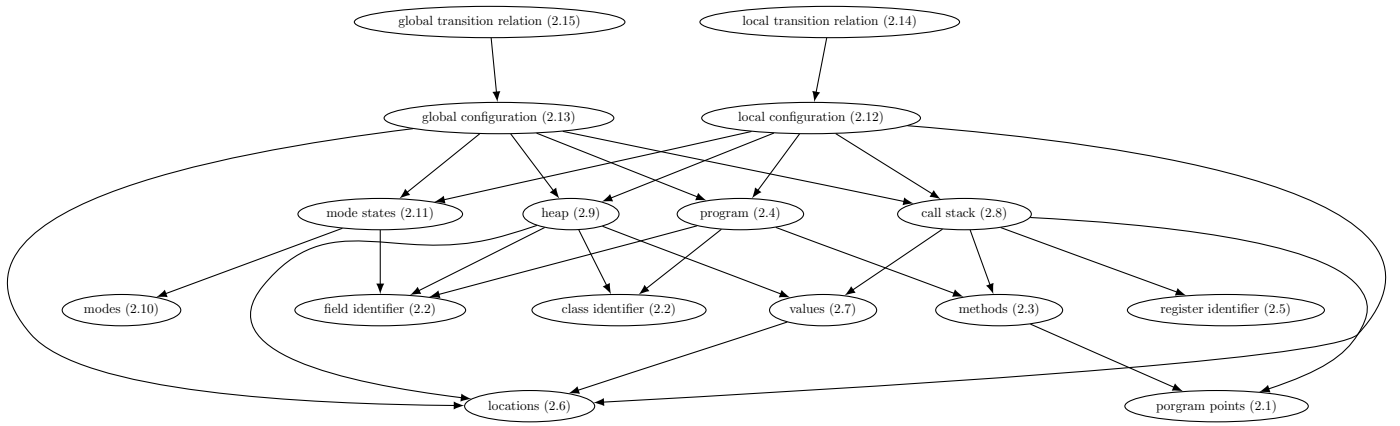 global transition relation (2.15)
local transition relation (2.14)
global configuration (2.13)
local configuration (2.12)
mode states (2.11)
heap (2.9)
program (2.4)
call stack (2.8)
modes (2.10)
field identifier (2.2)
class identifier (2.2)
values (2.7)
methods (2.3)
register identifier (2.5)
locations (2.6)
porgram points (2.1)